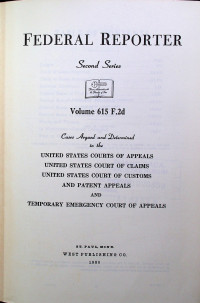 FEDERAL REPORTER
Second Series
Volume 615 F.2d
Cases Argued and Determined
in the
UNITED STATES COURTS OF APPEALS
UNITED STATES COURT OF CLAIMS
UNITED STATES COURT OF CUSTOMS
AND PATENT APPEALS
AND
TEMPORARY EMERGENCY COURT OF APPEALS
ST. PAUL, MINN.
WEST PUBLISHING CO.
1980